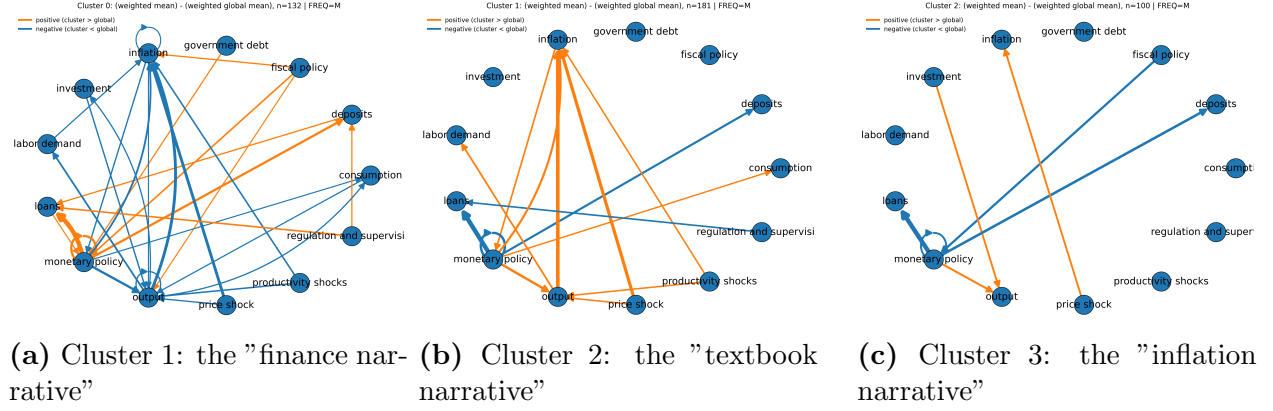 Cluster 0: (weighted mean) - (weighted global mean), n=132 | FREQ=M
positive (cluster > global)
negative (cluster < global)
inflation
government debt
fiscal policy
investment
deposits
labor demand
consumption
loans
regulation and supervisi
monetary policy
productivity shocks
output
price shock
(a) Cluster 1: the "finance nar-
rative"
Cluster 1: (weighted mean) - (weighted global mean), n=181 | FREQ=M
positive (cluster > global)
negative (cluster < global)
inflation
government debt
fiscal policy
investment
deposits
labor demand
consumption
loans
regulation and supervisi
monetary policy
productivity shocks
output
price shock
(b) Cluster 2: the "textbook
narrative"
Cluster 2: (weighted mean) - (weighted global mean), n=100 | FREQ=M
positive (cluster > global)
negative (cluster < global)
inflation
government debt
fiscal policy
investment
deposits
labor demand
consumpti
loans
regulation and super
monetary policy
productivity shocks
output
price shock
(c) Cluster 3: the "inflation
narrative"